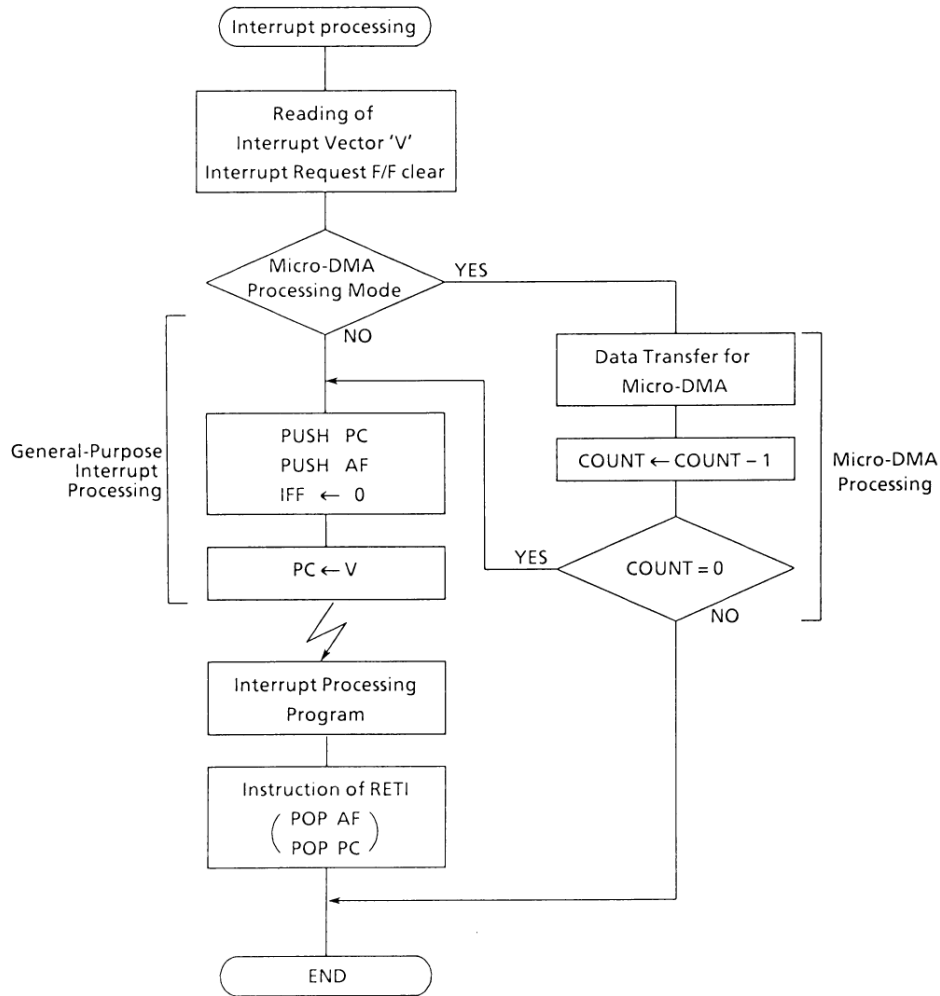 Interrupt processing
Reading of
Interrupt Vector 'V'
Interrupt Request F/F clear
Micro-DMA
Processing Mode
YES
NO
Data Transfer for
Micro-DMA
COUNT ← COUNT – 1
Micro-DMA
Processing
General-Purpose
Interrupt
Processing
PUSH PC
PUSH AF
IFF ← 0
PC ← V
YES
COUNT = 0
NO
Interrupt Processing
Program
Instruction of RETI
( POP AF
POP PC )
END